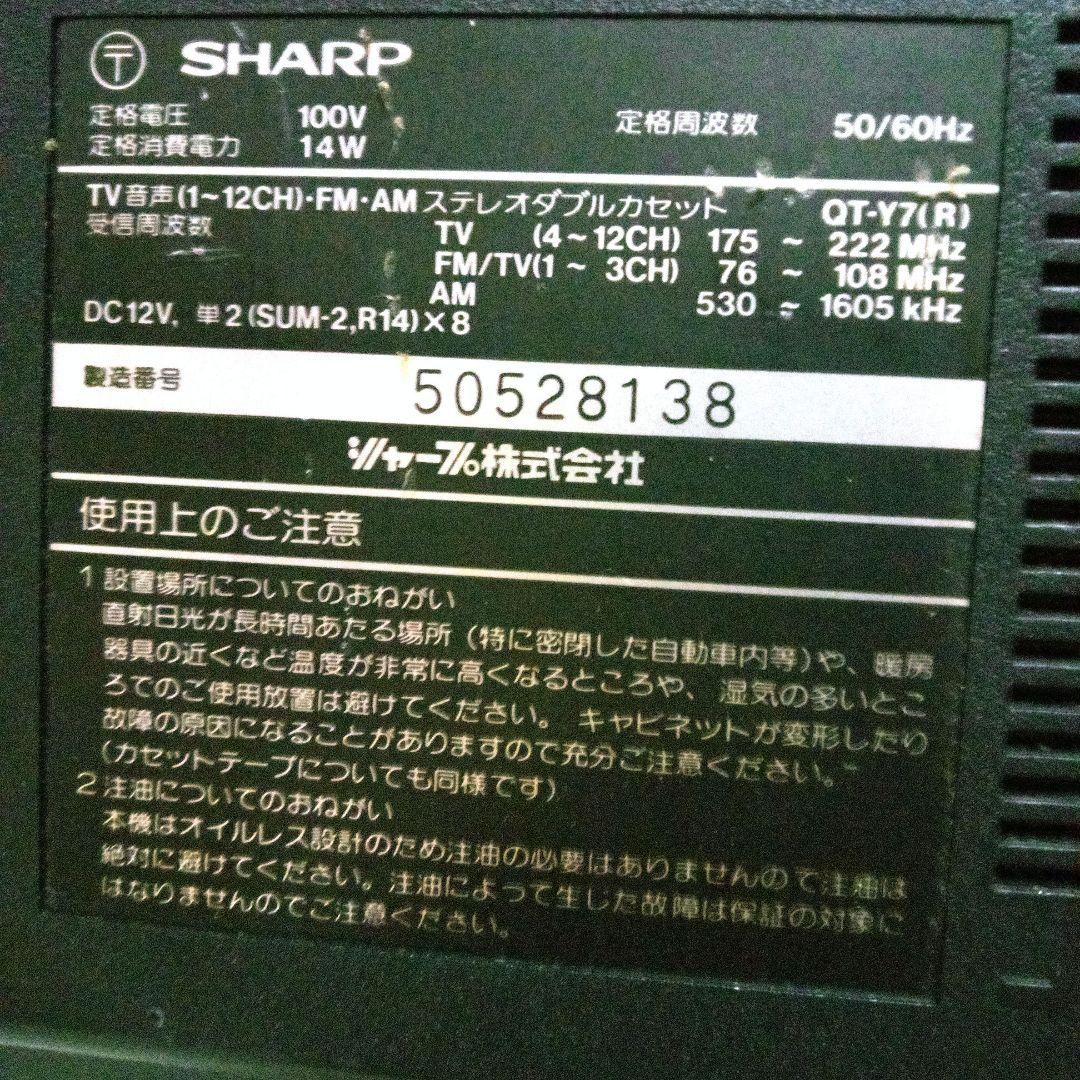 〒 SHARP
定格電圧 100V 定格周波数 50/60Hz
定格消費電力 14W
TV音声(1~12CH)·FM·AMステレオダブルカセット QT-Y7(R)
受信周波数 TV (4~12CH) 175 ~ 222 MHz
FM/TV(1 ~ 3CH) 76 ~ 108 MHz
AM 530 ~ 1605 kHz
DC12V, 単2(SUM-2,R14)×8
製造番号 50528138
シャープ株式会社
使用上のご注意
1 設置場所についてのおねがい
直射日光が長時間あたる場所(特に密閉した自動車内等)や、暖房
器具の近くなど温度が非常に高くなるところや、湿気の多いとこ
ろてのご使用放置は避けてください。キャビネットが変形したり
故障の原因になることがありますので充分ご注意ください。
(カセットテープについても同様です)
2 注油についてのおねがい
本機はオイルレス設計のため注油の必要はありませんので注油は
絶対に避けてください。注油によって生じた故障は保証の対象に
はなりませんのでご注意ください。